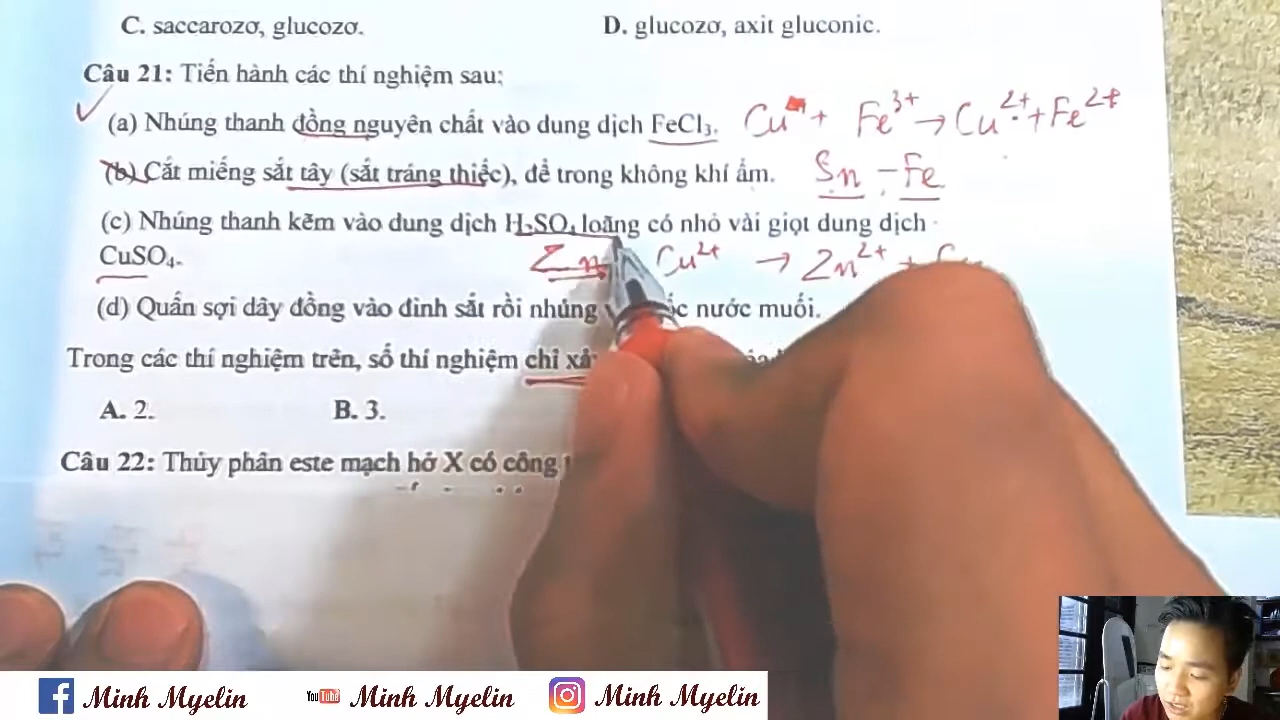 C. saccarozơ, glucozơ. D. glucozơ, axit gluconic.
Câu 21: Tiến hành các thí nghiệm sau:
(a) Nhúng thanh đồng nguyên chất vào dung dịch FeCl₃. Cu + Fe³⁺ → Cu²⁺ + Fe²⁺
(b) Cắt miếng sắt tây (sắt tráng thiếc), để trong không khí ẩm. Sn - Fe
(c) Nhúng thanh kẽm vào dung dịch H₂SO₄ loãng có nhỏ vài giọt dung dịch
CuSO₄. Zn Cu²⁺ → Zn²⁺ +
(d) Quấn sợi dây đồng vào đinh sắt rồi nhúng nước muối.
Trong các thí nghiệm trên, số thí nghiệm chỉ
A. 2. B. 3.
Câu 22: Thủy phân este mạch hở X có công
Minh Myelin YouTube Minh Myelin Minh Myelin